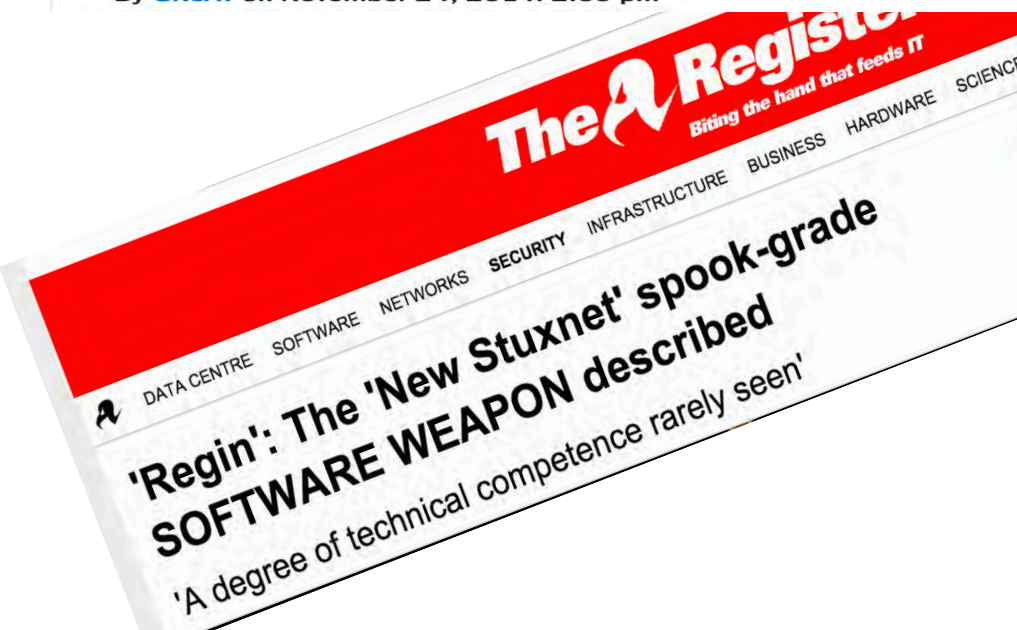 The Register
Biting the hand that feeds IT
DATA CENTRE SOFTWARE NETWORKS SECURITY INFRASTRUCTURE BUSINESS HARDWARE
'Regin': The 'New Stuxnet' spook-grade
SOFTWARE WEAPON described
'A degree of technical competence rarely seen'